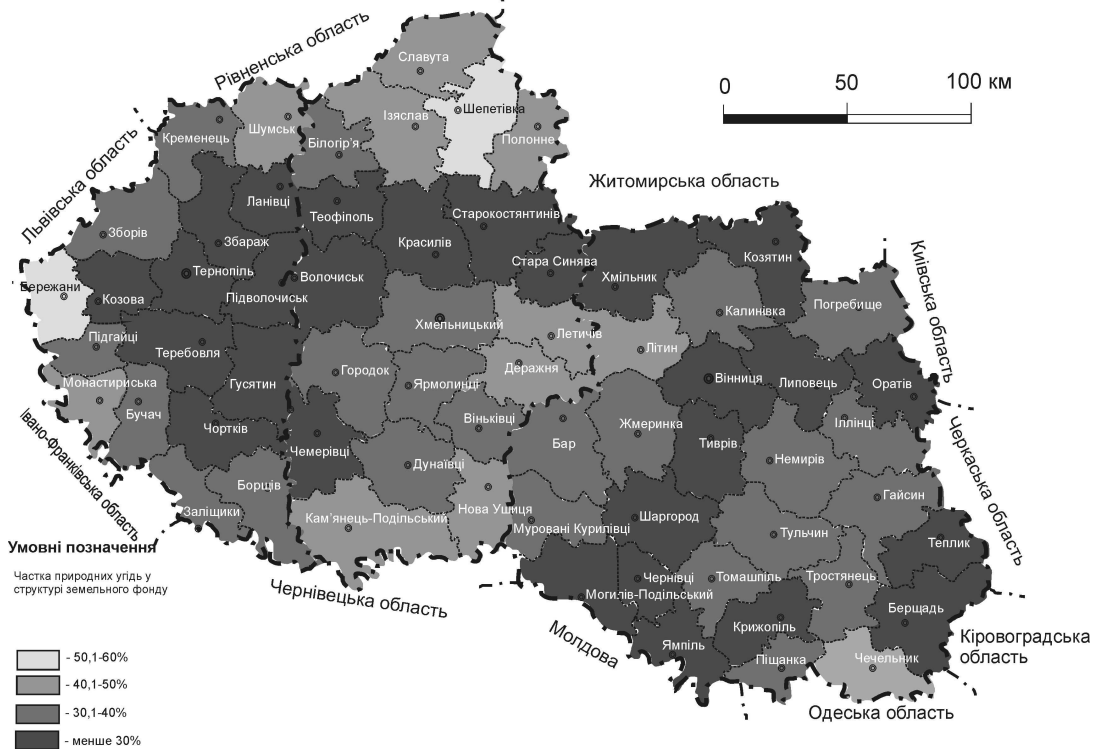 Рівненська область
Львівська область
Івано-франківська область
Чернівецька область
Молдова
Житомирська область
Київська область
Черкаська область
Кіровоградська
область
Одеська область
0 50 100 км
Славута
Шепетівка
Ізяслав
Полонне
Шумськ
Кременець
Білогір'я
Ланівці
Теофіполь
Старокостянтинів
Зборів
Збараж
Красилів
Козятин
Стара Синява
Тернопіль
Волочиськ
Хмільник
Бережани
Козова
Підволочиськ
Погребище
Калинівка
Хмельницький
Летичів
Підгайці
Літин
Теребовля
Деражня
Городок
Ярмолинці
Вінниця
Липовець
Оратів
Монастириська
Гусятин
Бучач
Віньківці
Іллінці
Чортків
Чемерівці
Бар
Жмеринка
Тиврів
Дунаївці
Немирів
Борщів
Гайсин
Заліщики
Кам'янець-Подільський
Нова Ушиця
Муровані Курилівці
Шаргород
Тульчин
Теплик
Чернівці
Томашпіль
Тростянець
Могилів-Подільський
Бершадь
Крижопіль
Ямпіль
Піщанка
Чечельник
Умовні позначення
Частка природних угідь у
структурі земельного фонду
- 50,1-60%
- 40,1-50%
- 30,1-40%
- менше 30%